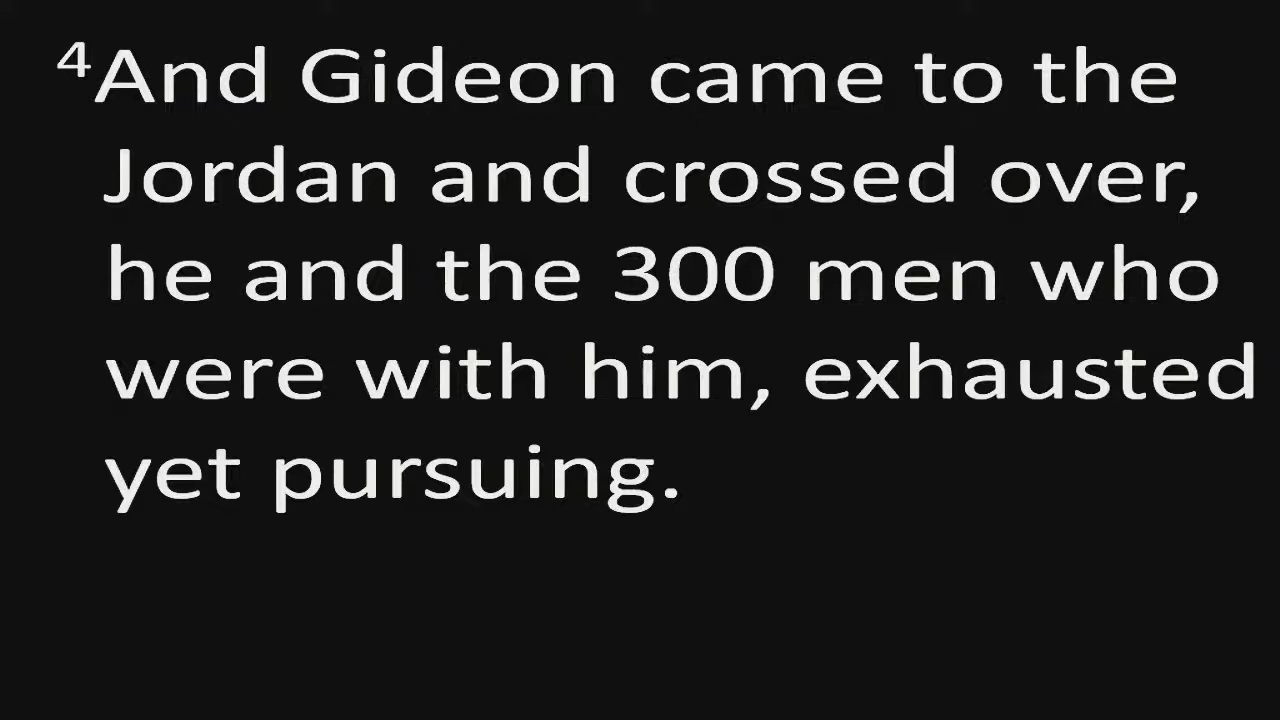 ⁴And Gideon came to the
Jordan and crossed over,
he and the 300 men who
were with him, exhausted
yet pursuing.